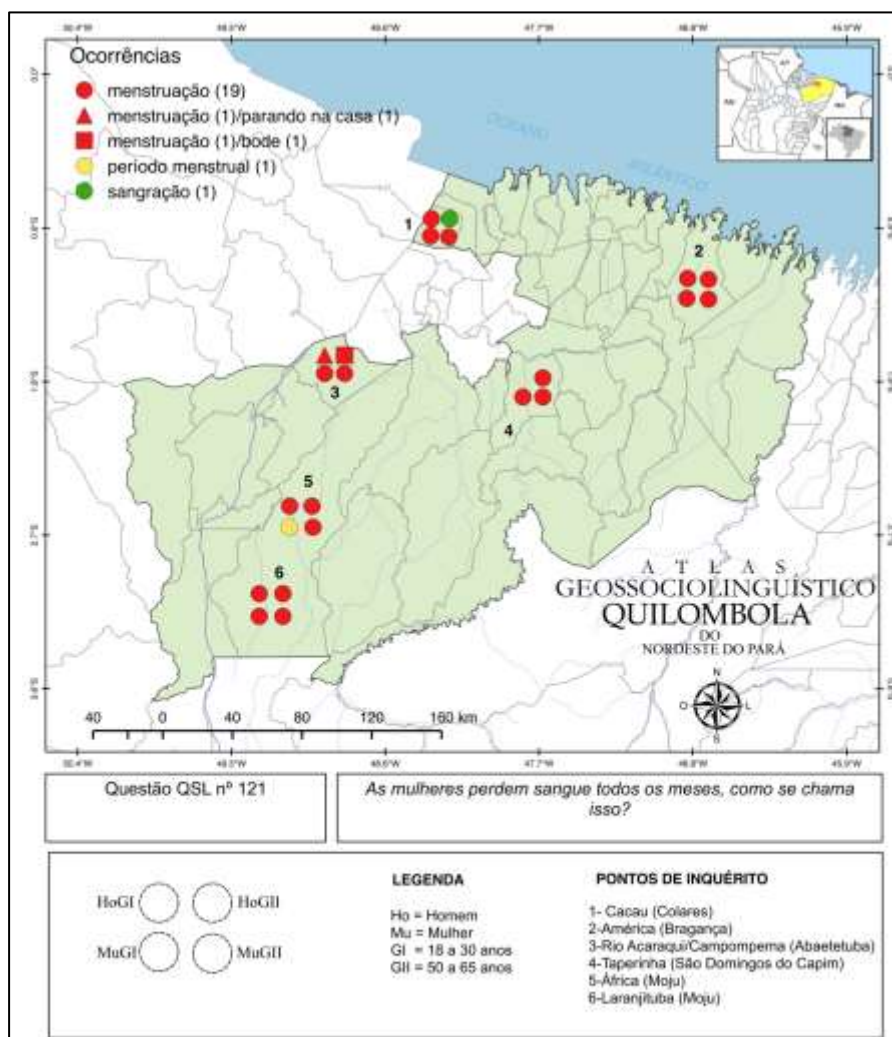 Ocorrências
menstruação (19)
menstruação (1)/parando na casa (1)
menstruação (1)/bode (1)
período menstrual (1)
sangração (1)
OCEANO
ATLÂNTICO
1
2
3
4
5
6
A T L A S
GEOSSOCIOLINGUÍSTICO
QUILOMBOLA
DO
NORDESTE DO PARÁ
N
O L
S
40 0 40 80 120 160 km
Questão QSL nº 121
As mulheres perdem sangue todos os meses, como se chama
isso?
HoGI HoGII
MuGI MuGII
LEGENDA
Ho = Homem
Mu = Mulher
GI = 18 a 30 anos
GII = 50 a 65 anos
PONTOS DE INQUÉRITO
1- Cacau (Colares)
2-América (Bragança)
3-Rio Acaraqui/Campompema (Abaetetuba)
4-Taperinha (São Domingos do Capim)
5-África (Moju)
6-Laranjituba (Moju)